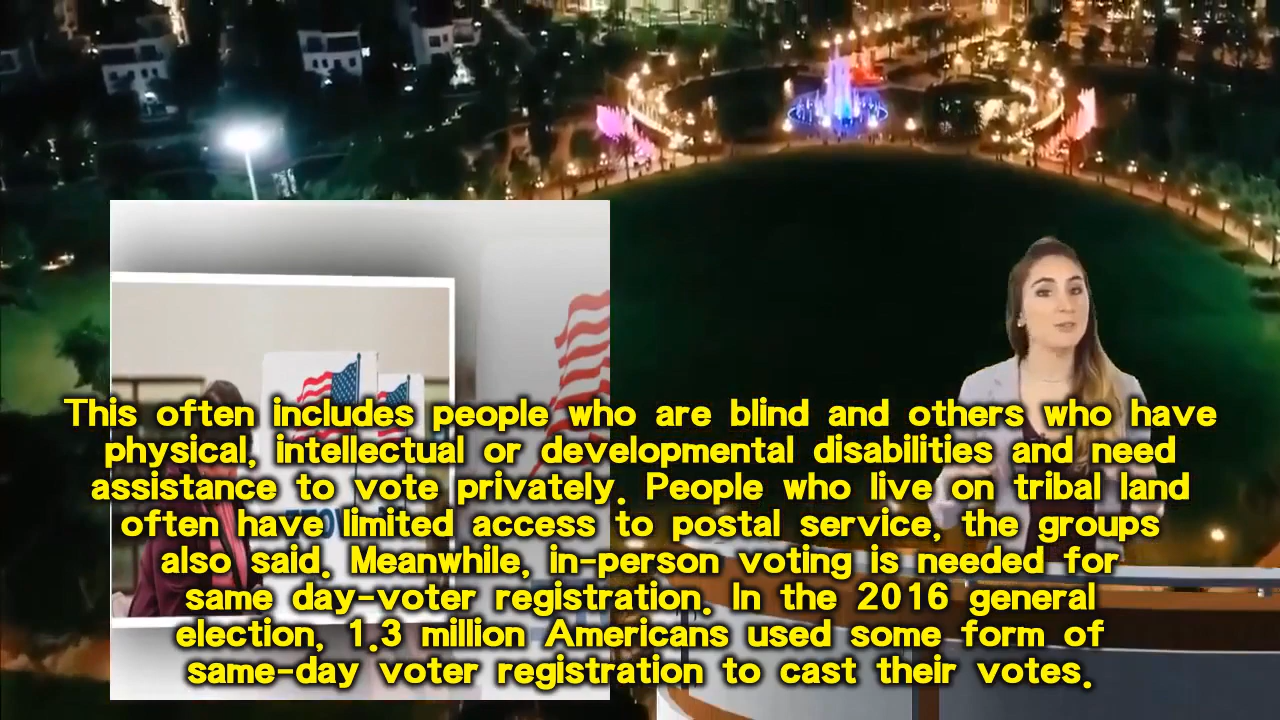 This often includes people who are blind and others who have
physical, intellectual or developmental disabilities and need
assistance to vote privately. People who live on tribal land
often have limited access to postal service, the groups
also said. Meanwhile, in-person voting is needed for
same day-voter registration. In the 2016 general
election, 1.3 million Americans used some form of
same-day voter registration to cast their votes.